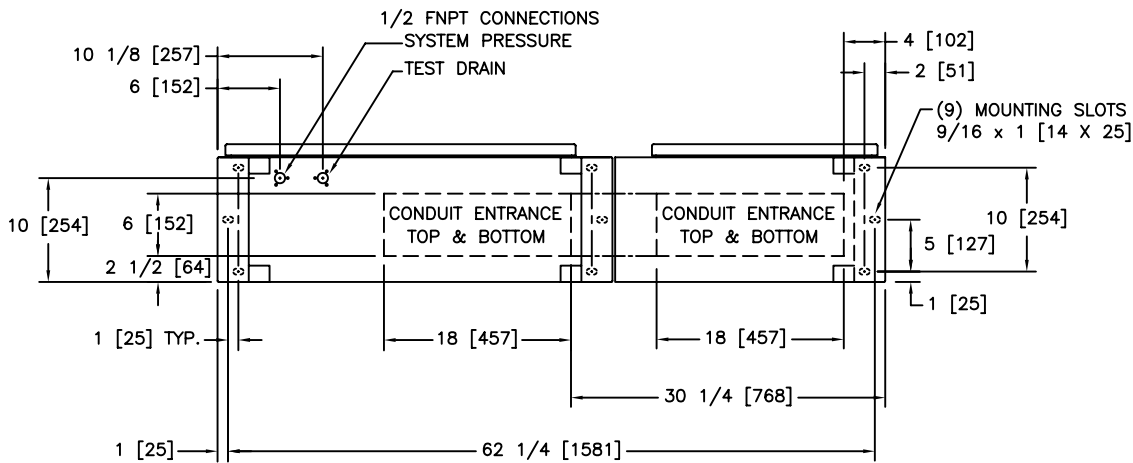 1/2 FNPT CONNECTIONS
SYSTEM PRESSURE
TEST DRAIN
10 1/8 [257]
6 [152]
4 [102]
2 [51]
(9) MOUNTING SLOTS
9/16 x 1 [14 X 25]
10 [254]
6 [152]
2 1/2 [64]
CONDUIT ENTRANCE
TOP & BOTTOM
CONDUIT ENTRANCE
TOP & BOTTOM
10 [254]
5 [127]
1 [25]
1 [25] TYP.
18 [457]
18 [457]
30 1/4 [768]
1 [25]
62 1/4 [1581]